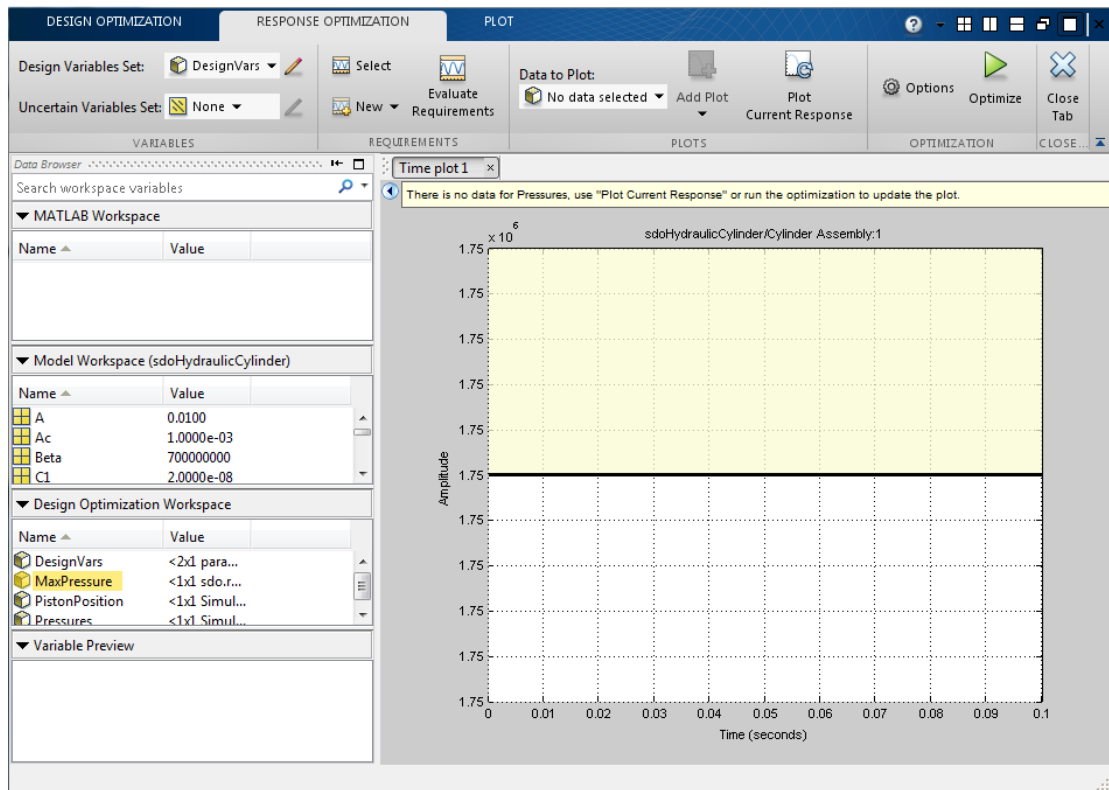 DESIGN OPTIMIZATION RESPONSE OPTIMIZATION PLOT
Design Variables Set: DesignVars
Uncertain Variables Set: None
VARIABLES
Select
New
Evaluate
Requirements
REQUIREMENTS
Data to Plot:
No data selected
Add Plot
Plot
Current Response
PLOTS
Options
Optimize
OPTIMIZATION
Close
Tab
CLOSE...
Data Browser
Search workspace variables
MATLAB Workspace
Name Value
Model Workspace (sdoHydraulicCylinder)
Name Value
A 0.0100
Ac 1.0000e-03
Beta 700000000
C1 2.0000e-08
Design Optimization Workspace
Name Value
DesignVars <2x1 para...
MaxPressure <1x1 sdo.r...
PistonPosition <1x1 Simul...
Pressures <1x1 Simul...
Variable Preview
Time plot 1
There is no data for Pressures, use "Plot Current Response" or run the optimization to update the plot.
x 10^6
sdoHydraulicCylinder/Cylinder Assembly:1
1.75
1.75
1.75
1.75
1.75
1.75
1.75
1.75
1.75
1.75
1.75
Amplitude
0 0.01 0.02 0.03 0.04 0.05 0.06 0.07 0.08 0.09 0.1
Time (seconds)